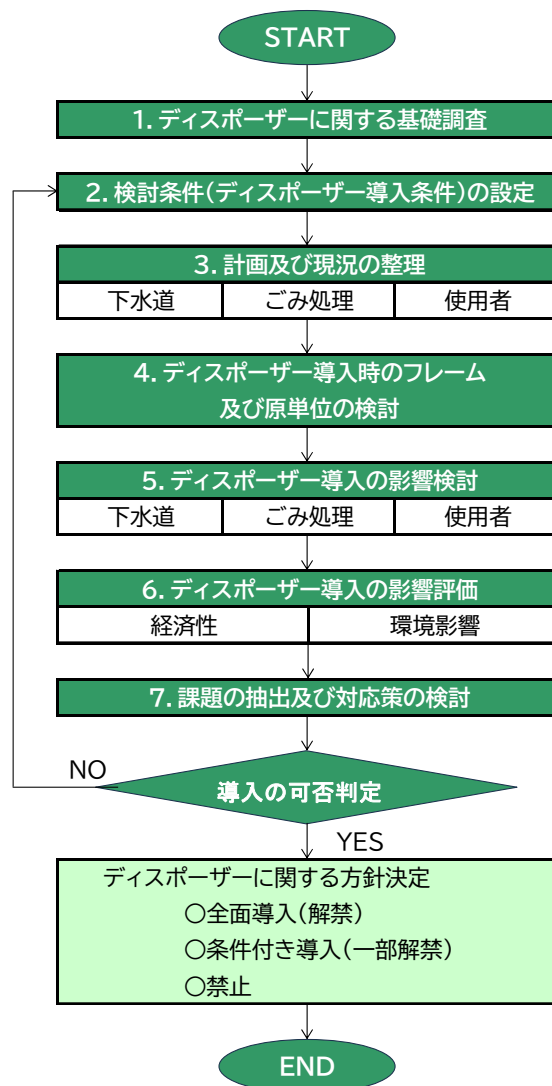 START
1.ディスポーザーに関する基礎調査
2.検討条件(ディスポーザー導入条件)の設定
3.計画及び現況の整理
下水道 ごみ処理 使用者
4.ディスポーザー導入時のフレーム
及び原単位の検討
5.ディスポーザー導入の影響検討
下水道 ごみ処理 使用者
6.ディスポーザー導入の影響評価
経済性 環境影響
7.課題の抽出及び対応策の検討
NO
導入の可否判定
YES
ディスポーザーに関する方針決定
○全面導入(解禁)
○条件付き導入(一部解禁)
○禁止
END